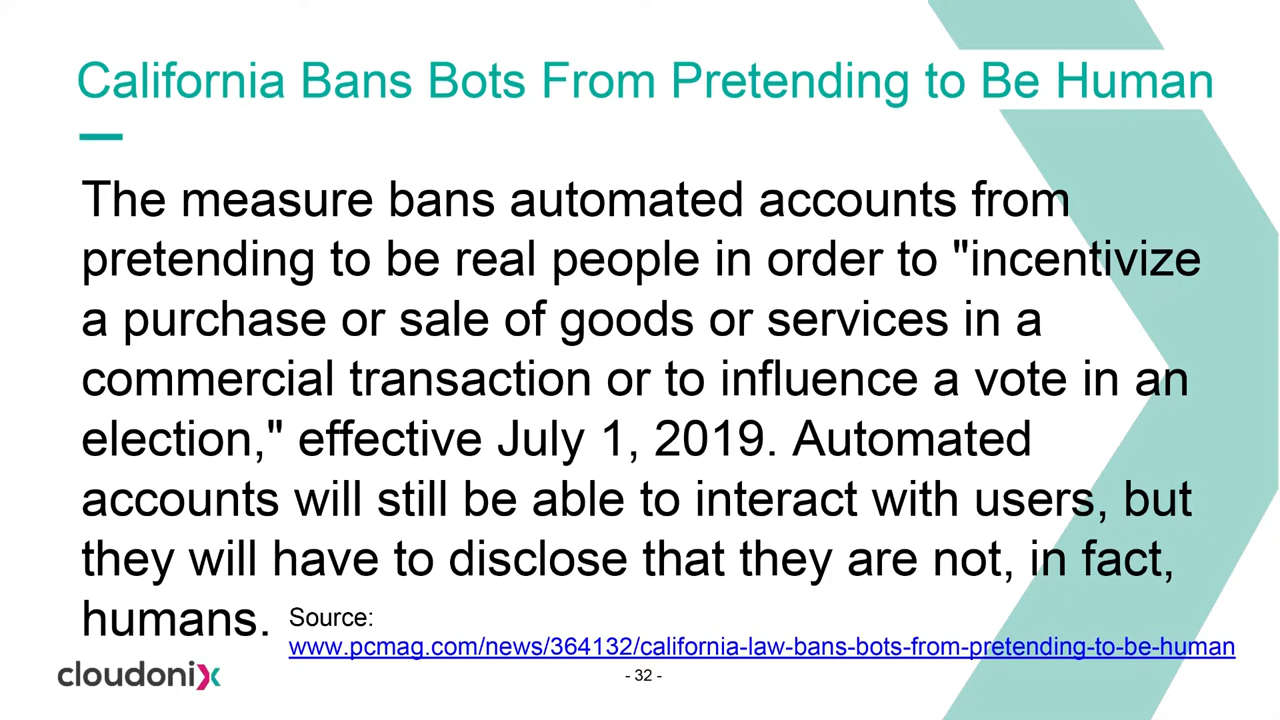 California Bans Bots From Pretending to Be Human
The measure bans automated accounts from
pretending to be real people in order to "incentivize
a purchase or sale of goods or services in a
commercial transaction or to influence a vote in an
election," effective July 1, 2019. Automated
accounts will still be able to interact with users, but
they will have to disclose that they are not, in fact,
humans.
Source:
www.pcmag.com/news/364132/california-law-bans-bots-from-pretending-to-be-human
cloudonix
- 32 -